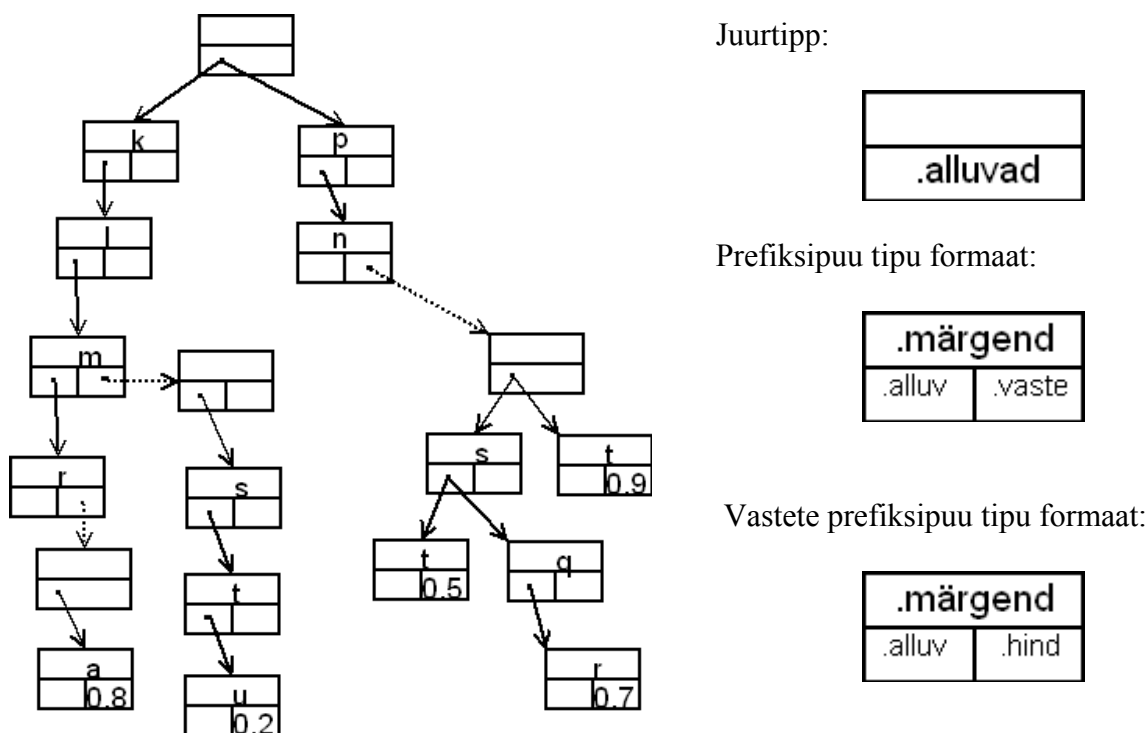 Juurtipp:
.alluvad
Prefiksipuu tipu formaat:
.märgend
.alluv .vaste
Vastete prefiksipuu tipu formaat:
.märgend
.alluv .hind
k p
l n
m
r s s t
0.9
t t q
0.5
a u r
0.8 0.2 0.7